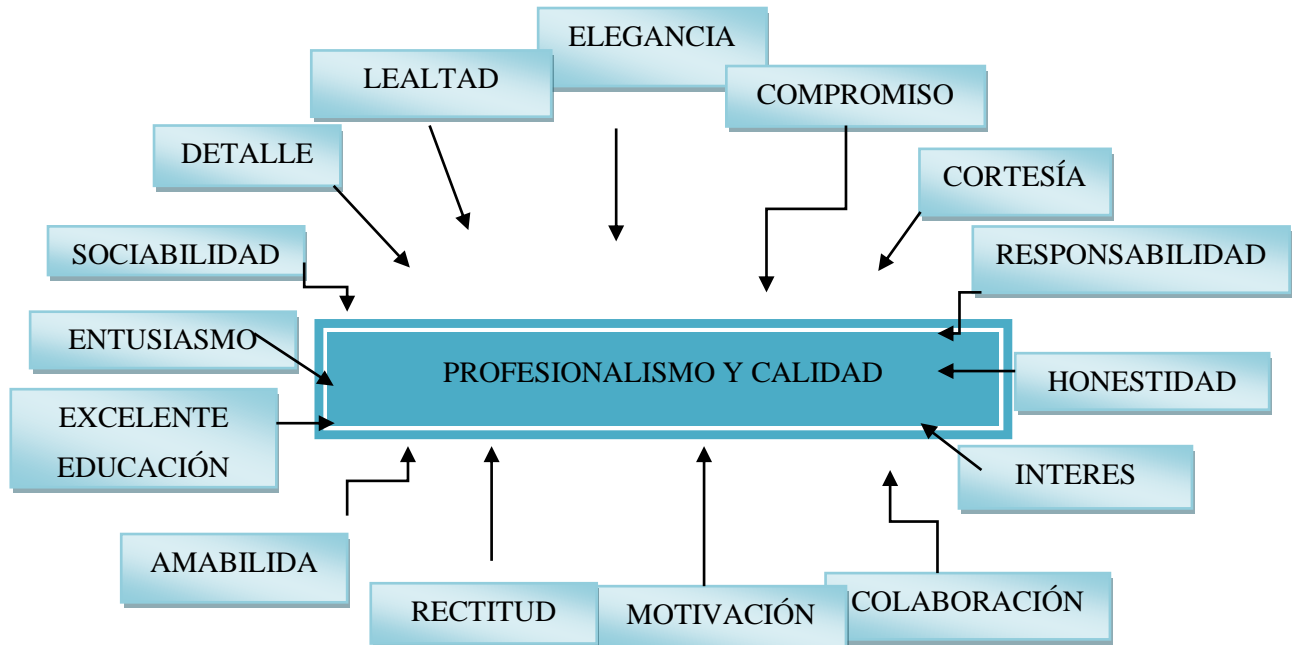 ELEGANCIA
LEALTAD
COMPROMISO
DETALLE
CORTESÍA
SOCIABILIDAD
RESPONSABILIDAD
ENTUSIASMO
PROFESIONALISMO Y CALIDAD
HONESTIDAD
EXCELENTE
EDUCACIÓN
INTERES
AMABILIDA
RECTITUD
MOTIVACIÓN
COLABORACIÓN